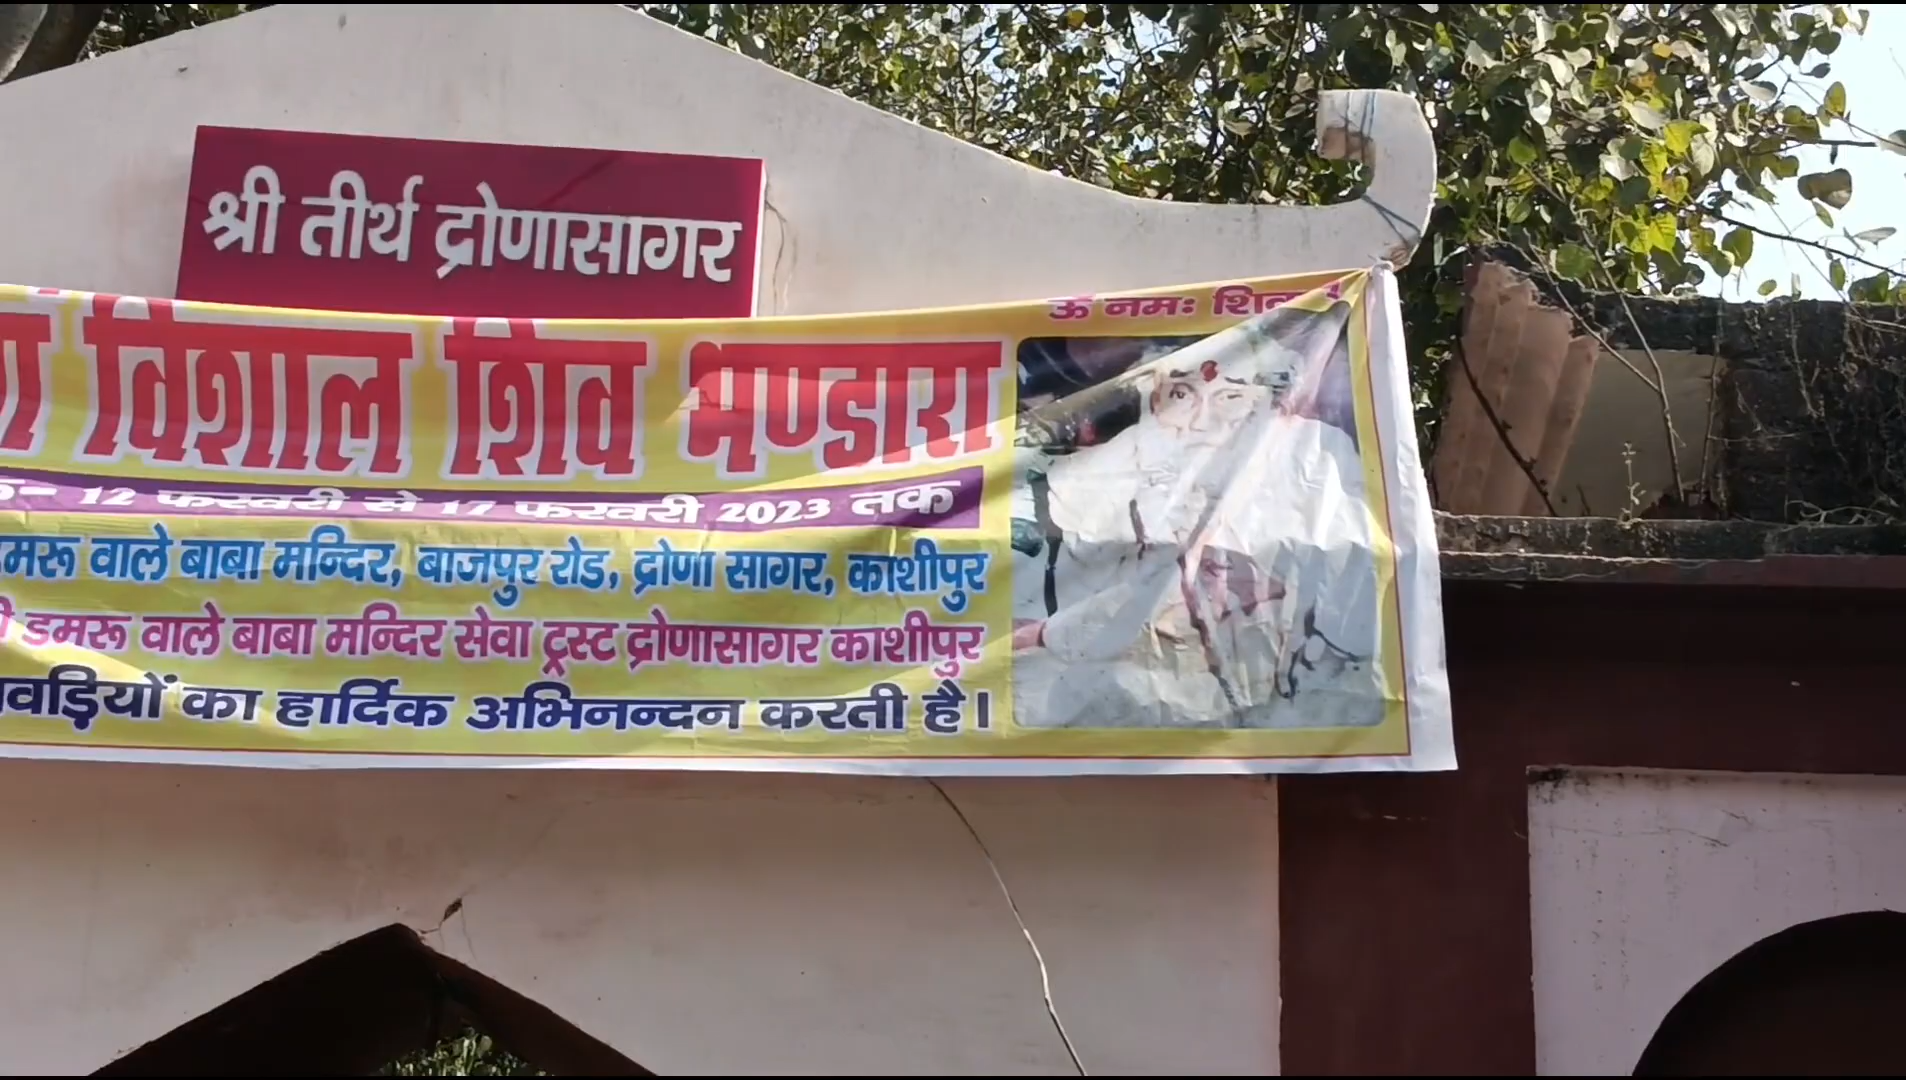 श्री तीर्थ द्रोणासागर
ऊँ नमः
विशाल शिव भण्डारा
12 फरवरी से 17 फरवरी 2023 तक
वाले बाबा मन्दिर, बाजपुर रोड, द्रोणा सागर, काशीपुर
डमरू वाले बाबा मन्दिर सेवा ट्रस्ट द्रोणासागर काशीपुर
का हार्दिक अभिनन्दन करती है।